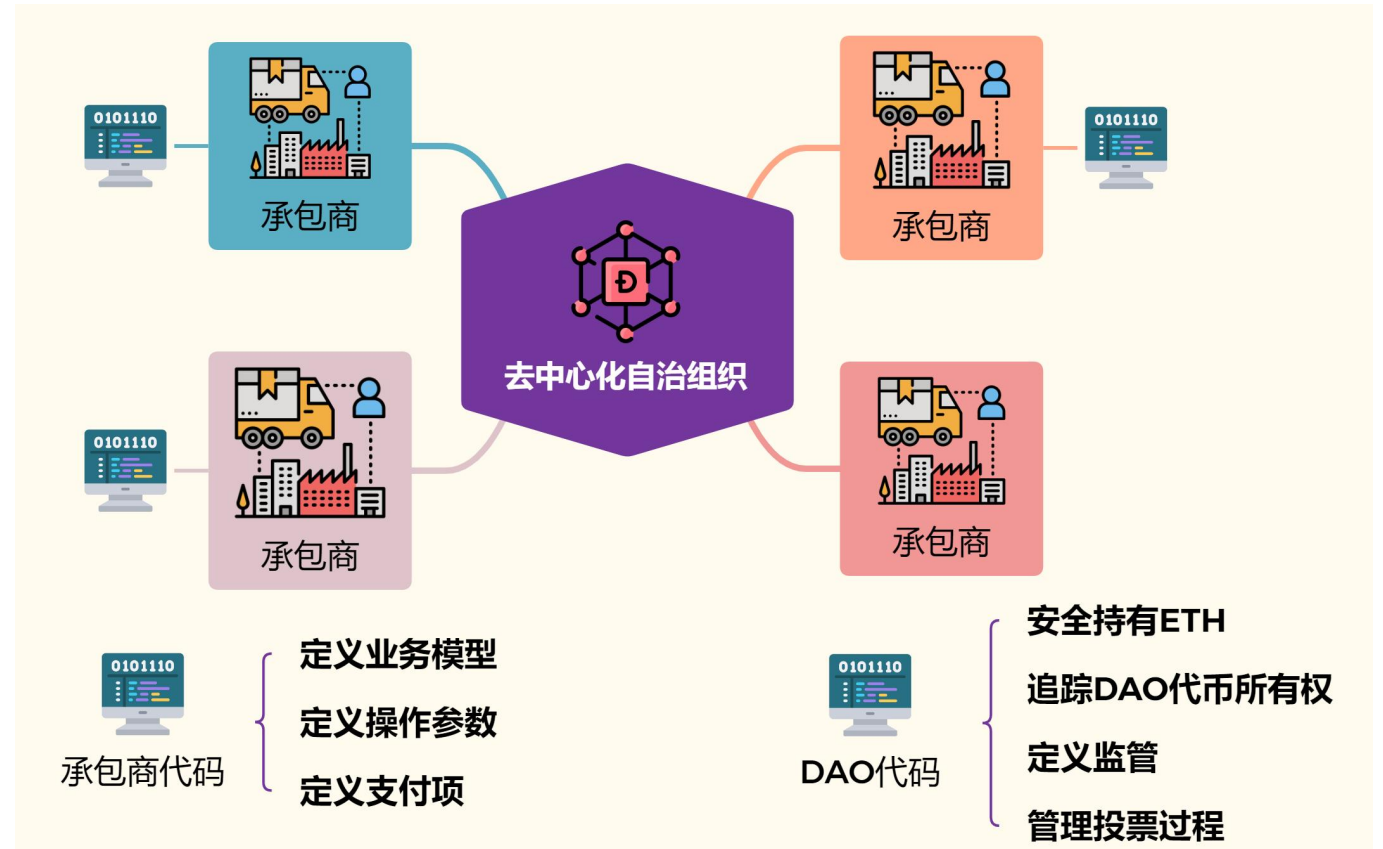 0101110
承包商
承包商
0101110
去中心化自治组织
0101110
承包商
承包商
0101110
承包商代码
定义业务模型
定义操作参数
定义支付项
0101110
DAO代码
安全持有ETH
追踪DAO代币所有权
定义监管
管理投票过程